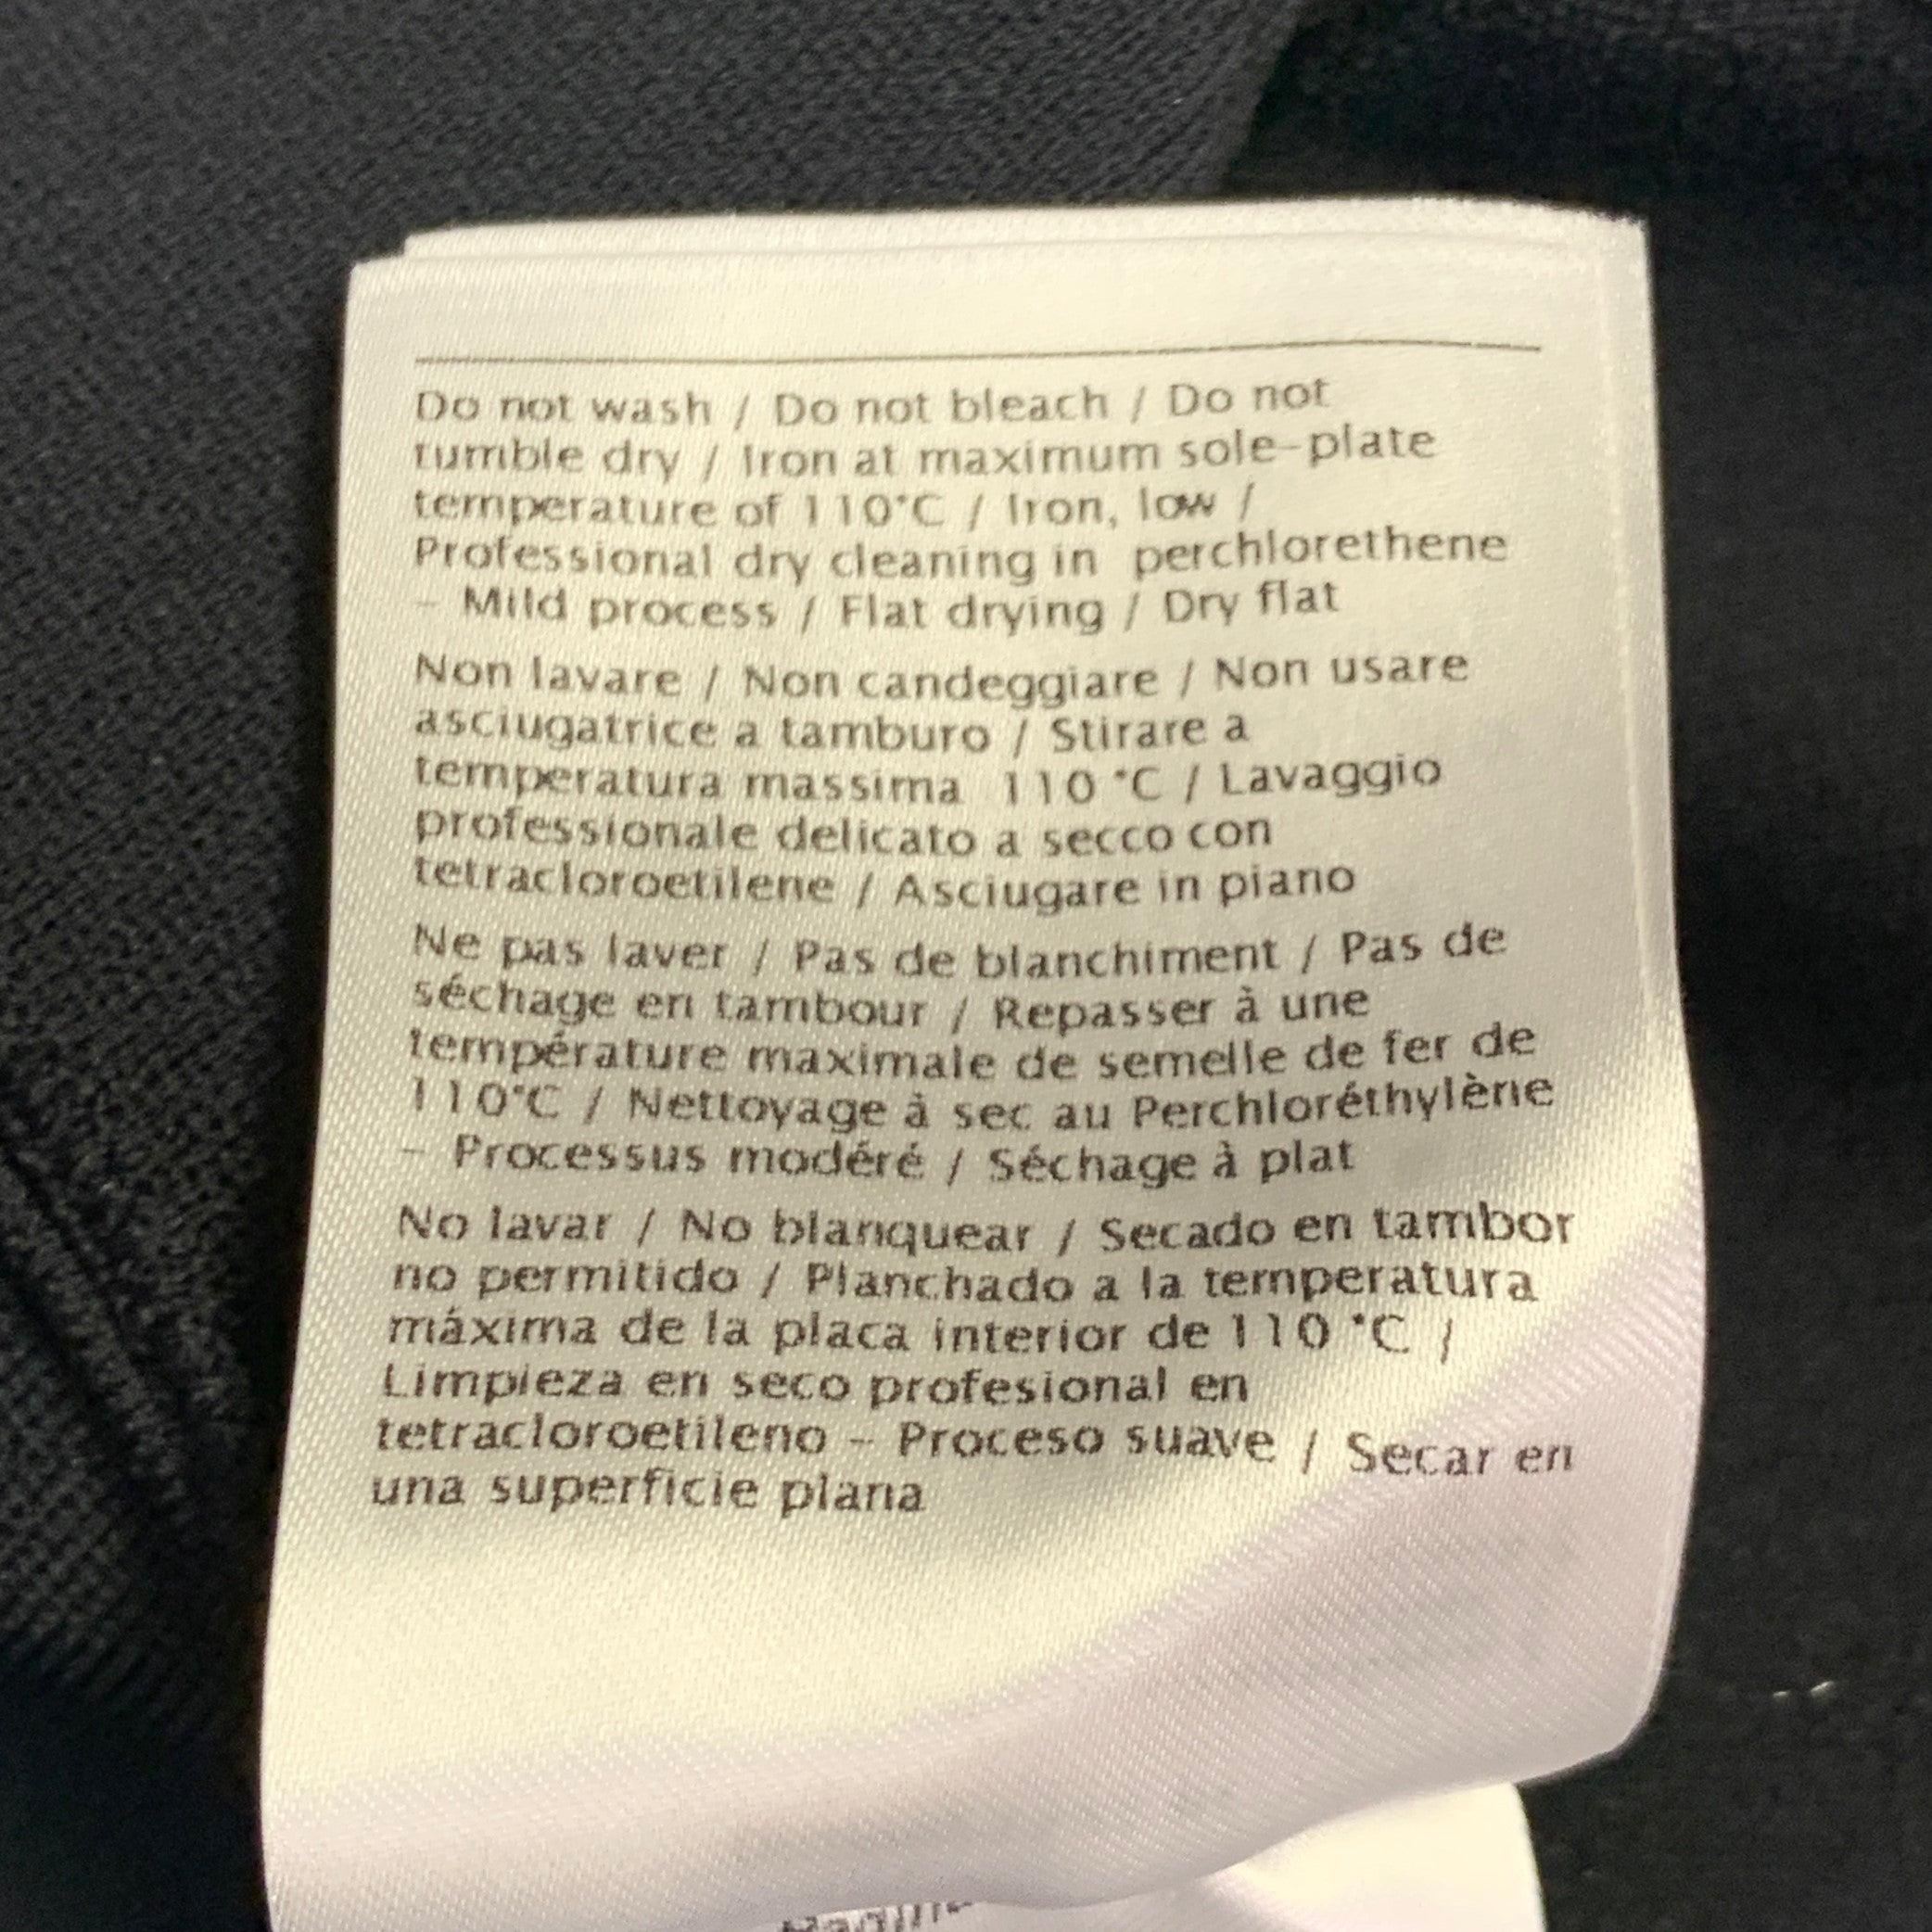 Do not wash / Do not bleach / Do not
tumble dry / Iron at maximum sole-plate
temperature of 110°C / Iron, low /
Professional dry cleaning in perchlorethene
- Mild process / Flat drying / Dry flat
Non lavare / Non candeggiare / Non usare
asciugatrice a tamburo / Stirare a
temperatura massima 110 °C / Lavaggio
professionale delicato a secco con
tetracloroetilene / Asciugare in piano
Ne pas laver / Pas de blanchiment / Pas de
séchage en tambour / Repasser à une
température maximale de semelle de fer de
110°C / Nettoyage à sec au Perchloréthylène
- Processus modéré / Séchage à plat
No lavar / No blanquear / Secado en tambor
no permitido / Planchado a la temperatura
máxima de la placa interior de 110 °C /
Limpieza en seco profesional en
tetracloroetileno - Proceso suave / Secar en
una superficie plana